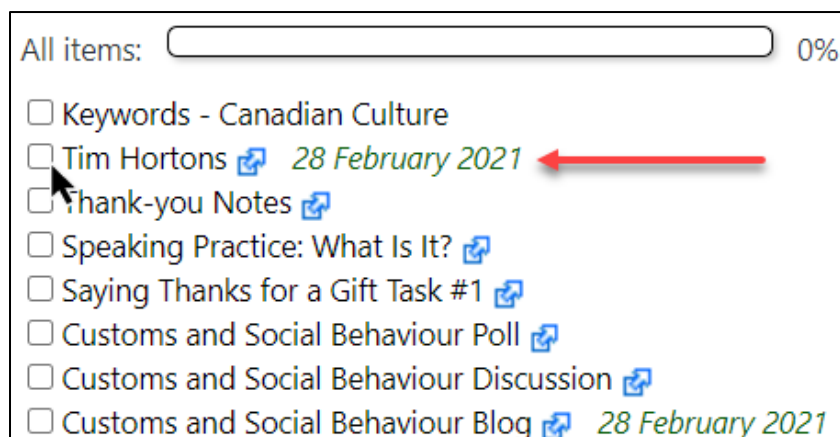 All items: 0%
Keywords - Canadian Culture
Tim Hortons 28 February 2021
Thank-you Notes
Speaking Practice: What Is It?
Saying Thanks for a Gift Task #1
Customs and Social Behaviour Poll
Customs and Social Behaviour Discussion
Customs and Social Behaviour Blog 28 February 2021